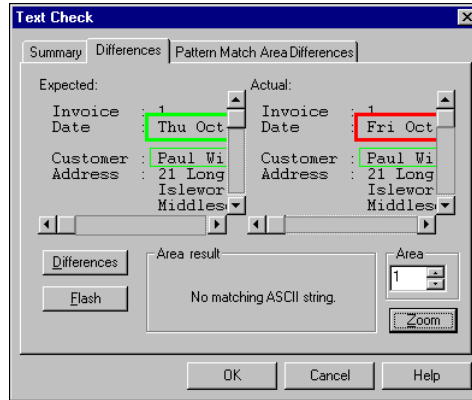 Text Check
Summary Differences Pattern Match Area Differences
Expected: Actual:
Invoice : 1 Invoice : 1
Date : Thu Oct Date : Fri Oct
Customer : Paul Wi Customer : Paul Wi
Address : 21 Long Address : 21 Long
Islewor Islewor
Middles Middles
Differences Area result Area
1
Flash No matching ASCII string.
Zoom
OK Cancel Help